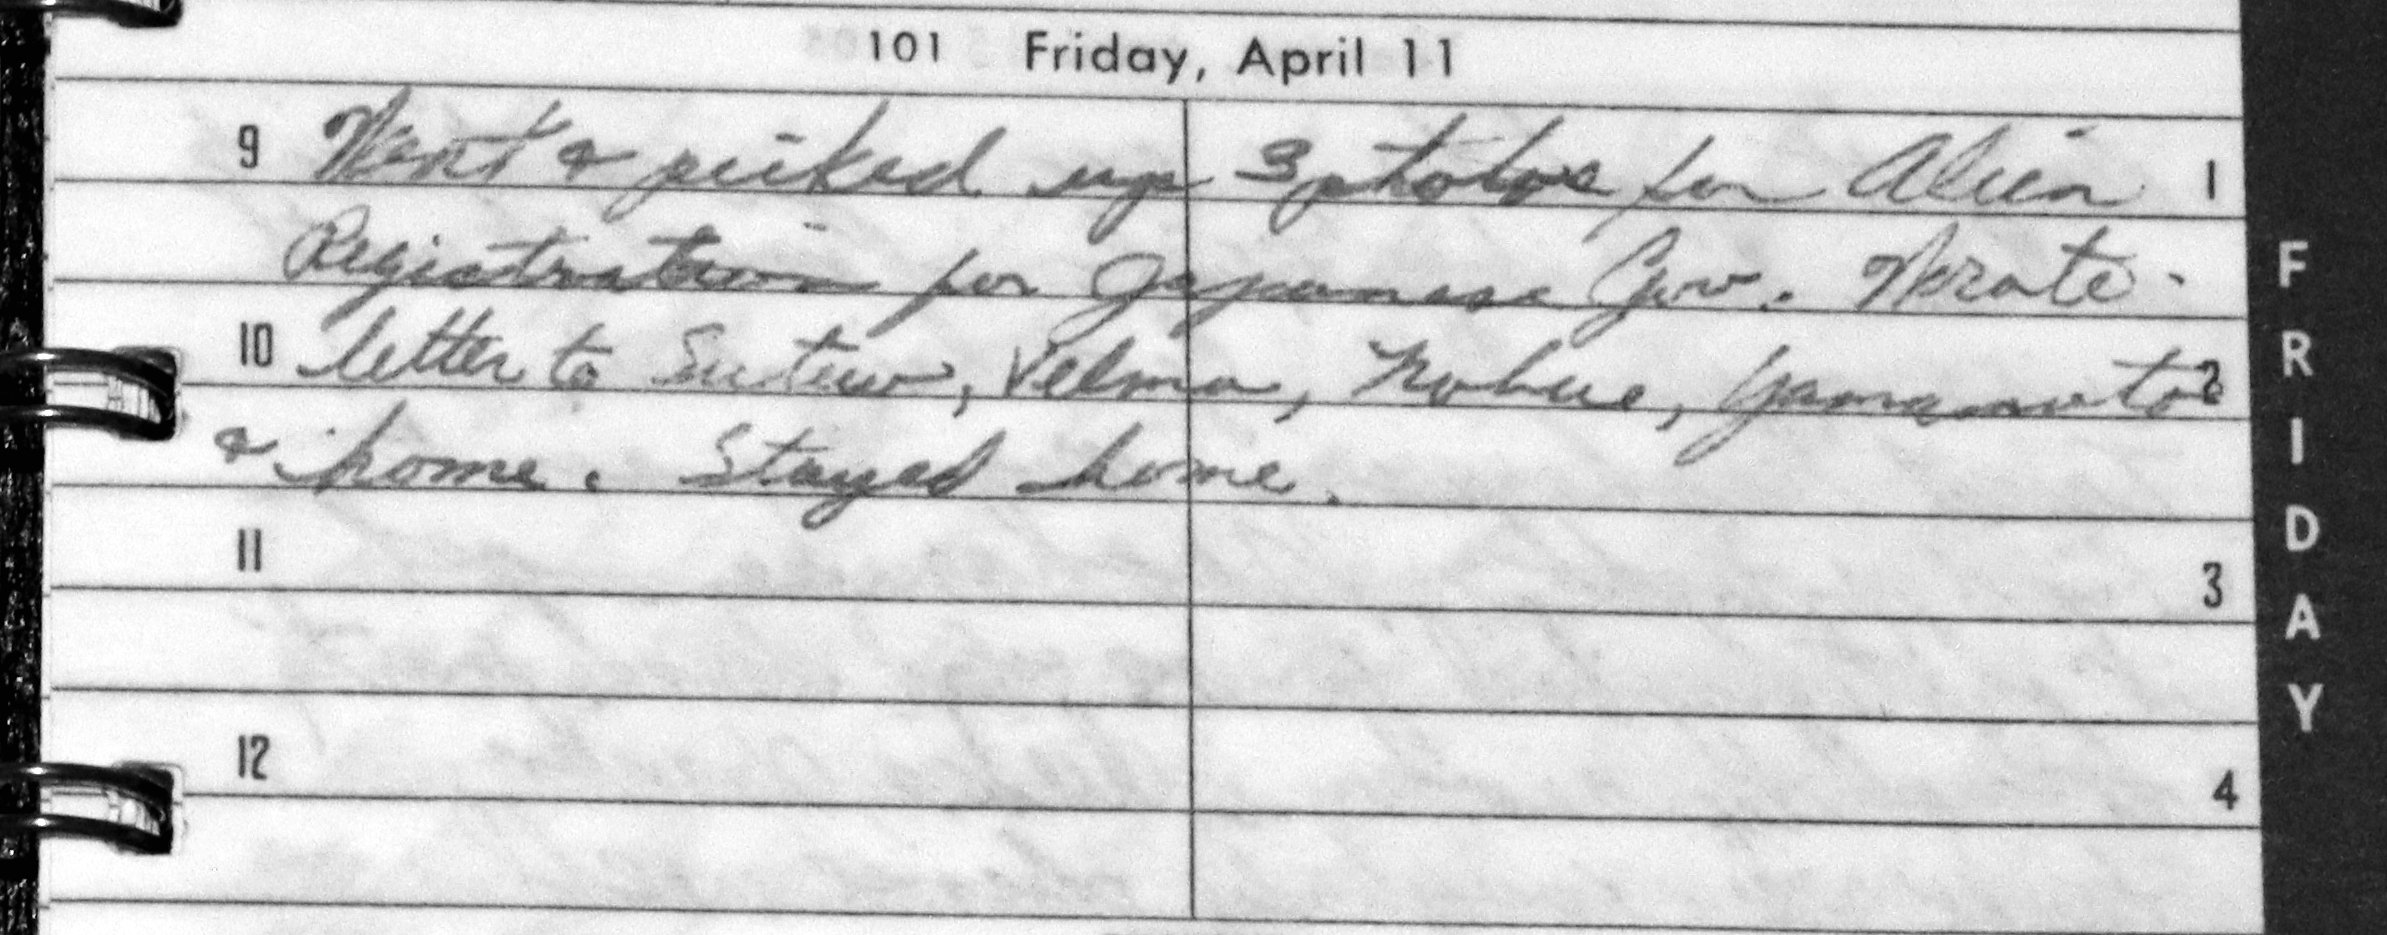 101 Friday, April 11
9 Went & picked up 3 photos for Alien 1
Registration for Japanese Gov. Wrote
10 letter to Velma, Nobue, Yamamoto 2
& home. Stayed home.
11 3
12 4
FRIDAY